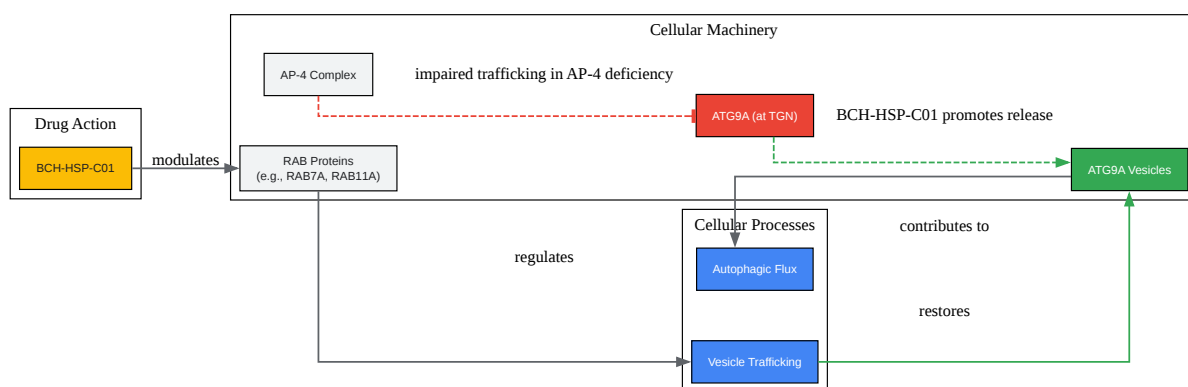 Cellular Machinery
AP-4 Complex
impaired trafficking in AP-4 deficiency
ATG9A (at TGN)
BCH-HSP-C01 promotes release
Drug Action
BCH-HSP-C01
modulates
RAB Proteins
(e.g., RAB7A, RAB11A)
ATG9A Vesicles
Cellular Processes
contributes to
regulates
Autophagic Flux
restores
Vesicle Trafficking